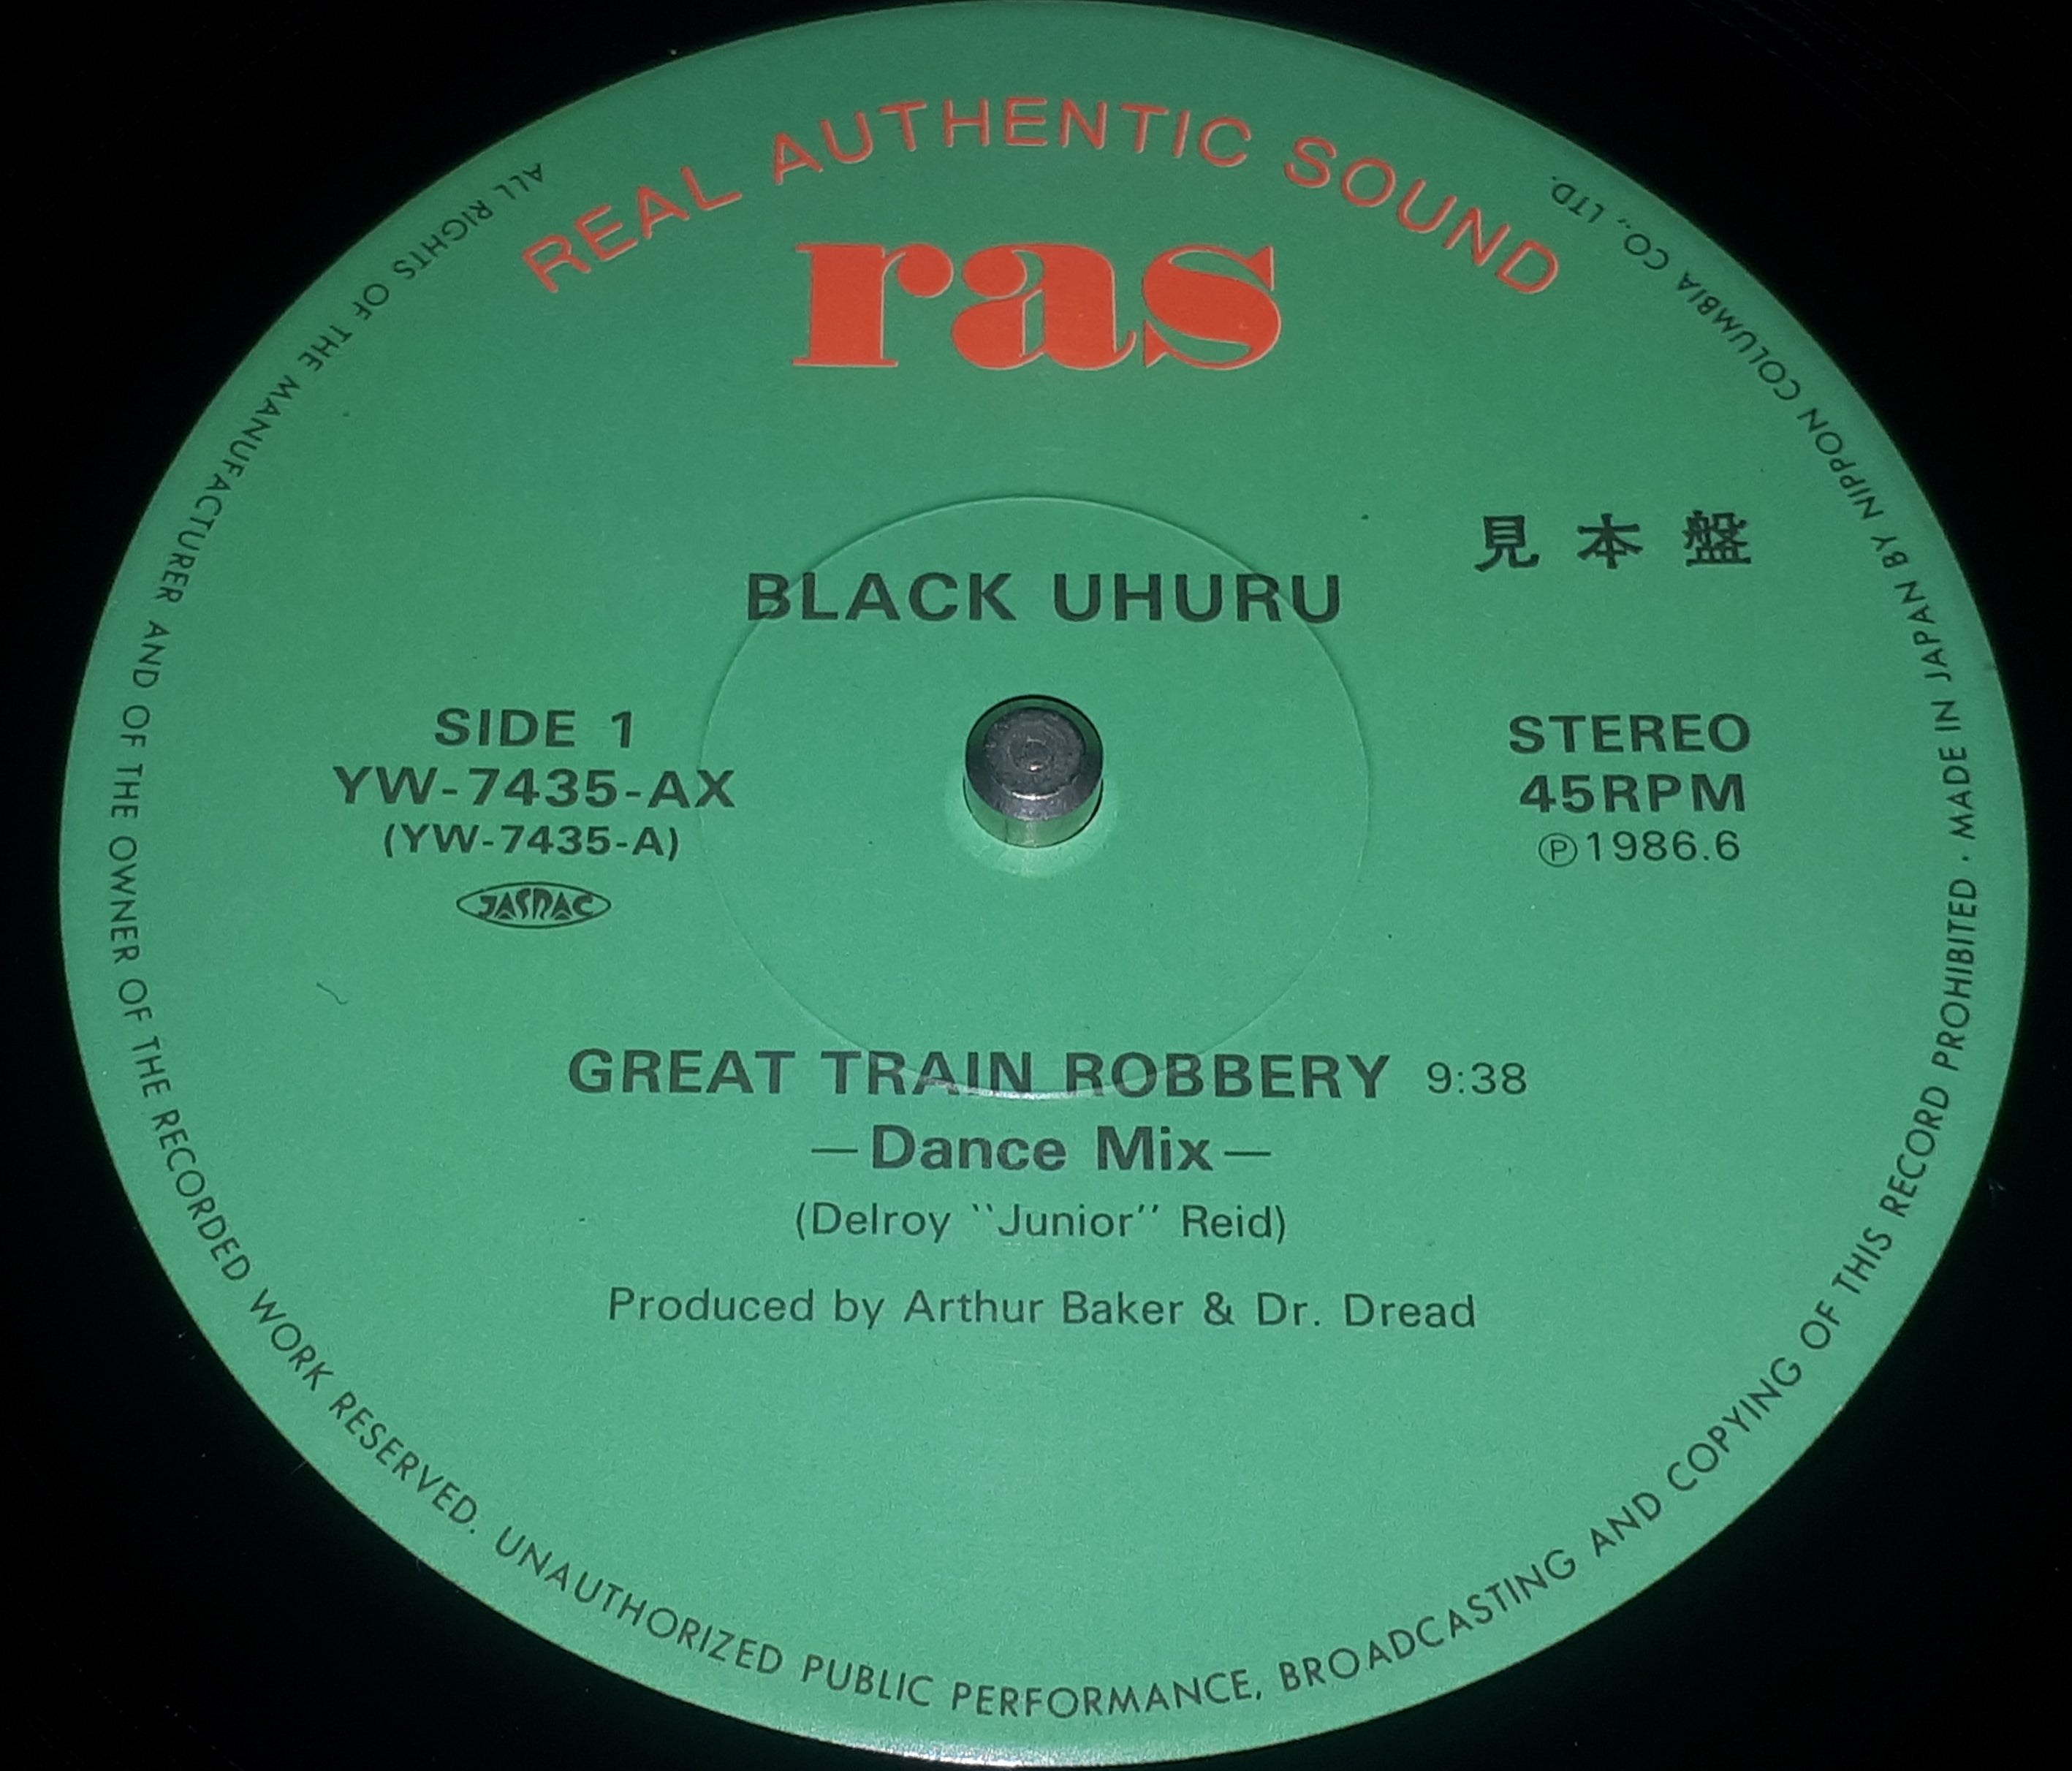 REAL AUTHENTIC SOUND
ras
見本盤
BLACK UHURU
SIDE 1
YW-7435-AX
(YW-7435-A)
JASRAC
STEREO
45RPM
Ⓟ1986.6
GREAT TRAIN ROBBERY 9:38
—Dance Mix—
(Delroy "Junior" Reid)
Produced by Arthur Baker & Dr. Dread
ALL RIGHTS OF THE MANUFACTURER AND OF THE OWNER OF THE RECORDED WORK RESERVED. UNAUTHORIZED PUBLIC PERFORMANCE, BROADCASTING AND COPYING OF THIS RECORD PROHIBITED · MADE IN JAPAN BY NIPPON COLUMBIA CO., LTD.